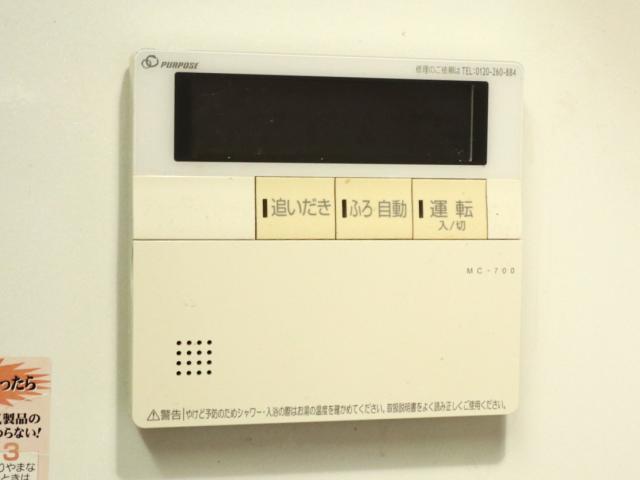 PURPOSE
修理のご依頼は TEL:0120-260-884
追いだき
ふろ自動
運転
入/切
MC-700
警告 やけど予防のためシャワー・入浴の際はお湯の温度を確かめてください。取扱説明書をよく読み正しくご使用ください。
ったら
製品の
らない!
3
りやまな
ときは